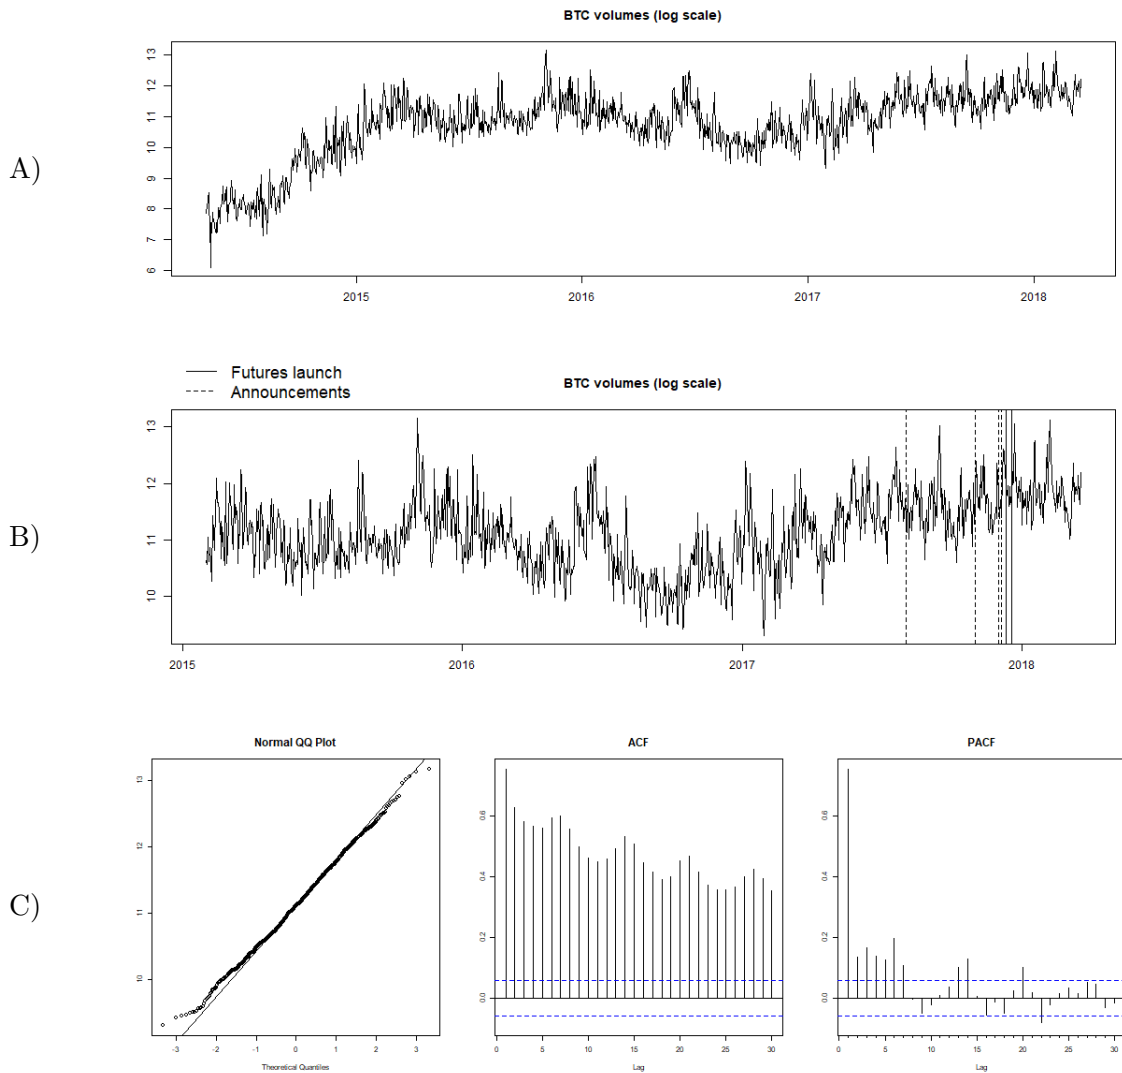 BTC volumes (log scale)
A)
13
12
11
10
9
8
7
6
2015 2016 2017 2018
Futures launch
Announcements
BTC volumes (log scale)
B)
13
12
11
10
2015 2016 2017 2018
C)
Normal QQ Plot
13
12
11
10
-3 -2 -1 0 1 2 3
Theoretical Quantiles
ACF
0.6
0.4
0.2
0.0
0 5 10 15 20 25 30
Lag
PACF
0.6
0.4
0.2
0.0
0 5 10 15 20 25 30
Lag